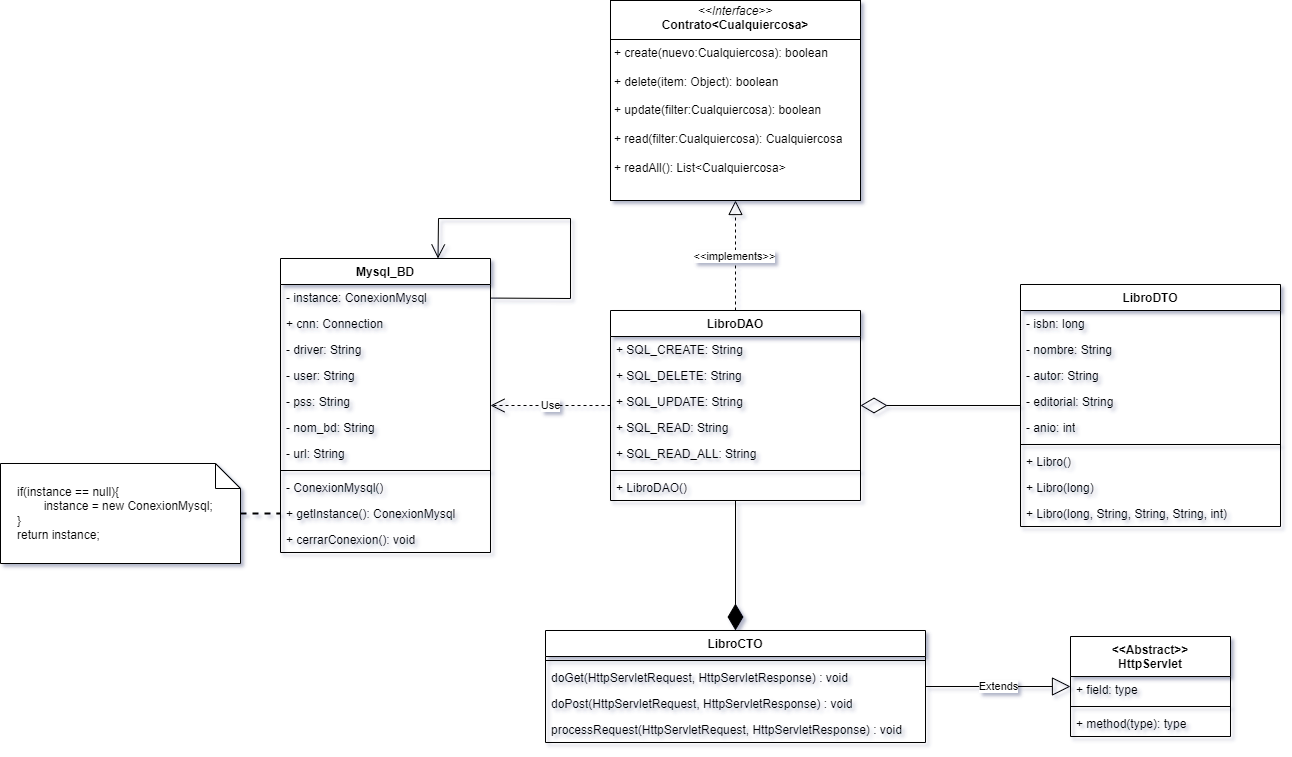 <<Interface>>
Contrato<Cualquiercosa>
+ create(nuevo:Cualquiercosa): boolean
+ delete(item: Object): boolean
+ update(filter:Cualquiercosa): boolean
+ read(filter:Cualquiercosa): Cualquiercosa
+ readAll(): List<Cualquiercosa>
<<implements>>
Mysql_BD
- instance: ConexionMysql
+ cnn: Connection
- driver: String
- user: String
- pss: String
- nom_bd: String
- url: String
- ConexionMysql()
+ getInstance(): ConexionMysql
+ cerrarConexion(): void
if(instance == null){
instance = new ConexionMysql;
}
return instance;
Use
LibroDAO
+ SQL_CREATE: String
+ SQL_DELETE: String
+ SQL_UPDATE: String
+ SQL_READ: String
+ SQL_READ_ALL: String
+ LibroDAO()
LibroDTO
- isbn: long
- nombre: String
- autor: String
- editorial: String
- anio: int
+ Libro()
+ Libro(long)
+ Libro(long, String, String, String, int)
LibroCTO
doGet(HttpServletRequest, HttpServletResponse) : void
doPost(HttpServletRequest, HttpServletResponse) : void
processRequest(HttpServletRequest, HttpServletResponse) : void
Extends
<<Abstract>>
HttpServlet
+ field: type
+ method(type): type